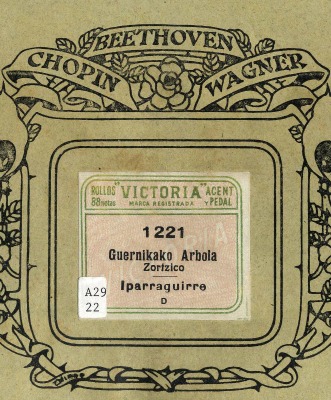 BEETHOVEN
CHOPIN WAGNER
ROLLOS "VICTORIA" ACENT
88 notas MARCA REGISTRADA Y PEDAL
1221
Guernikako Arbola
Zortzico
Iparraguirre
D
A29
22